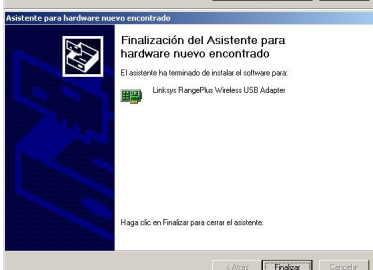 Asistente para hardware nuevo encontrado
Finalización del Asistente para
hardware nuevo encontrado
El asistente ha terminado de instalar el software para:
Linksys RangePlus Wireless USB Adapter
Haga clic en Finalizar para cerrar el asistente.
< Atrás Finalizar Cancelar